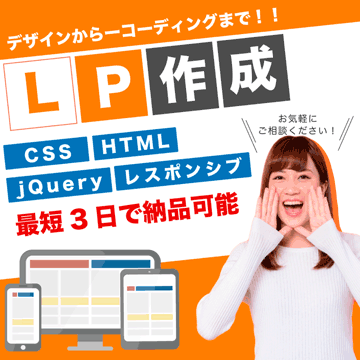 デザインからーコーディングまで！！
LP作成
CSS HTML
jQuery レスポンシブ
最短3日で納品可能
お気軽に
ご相談ください！